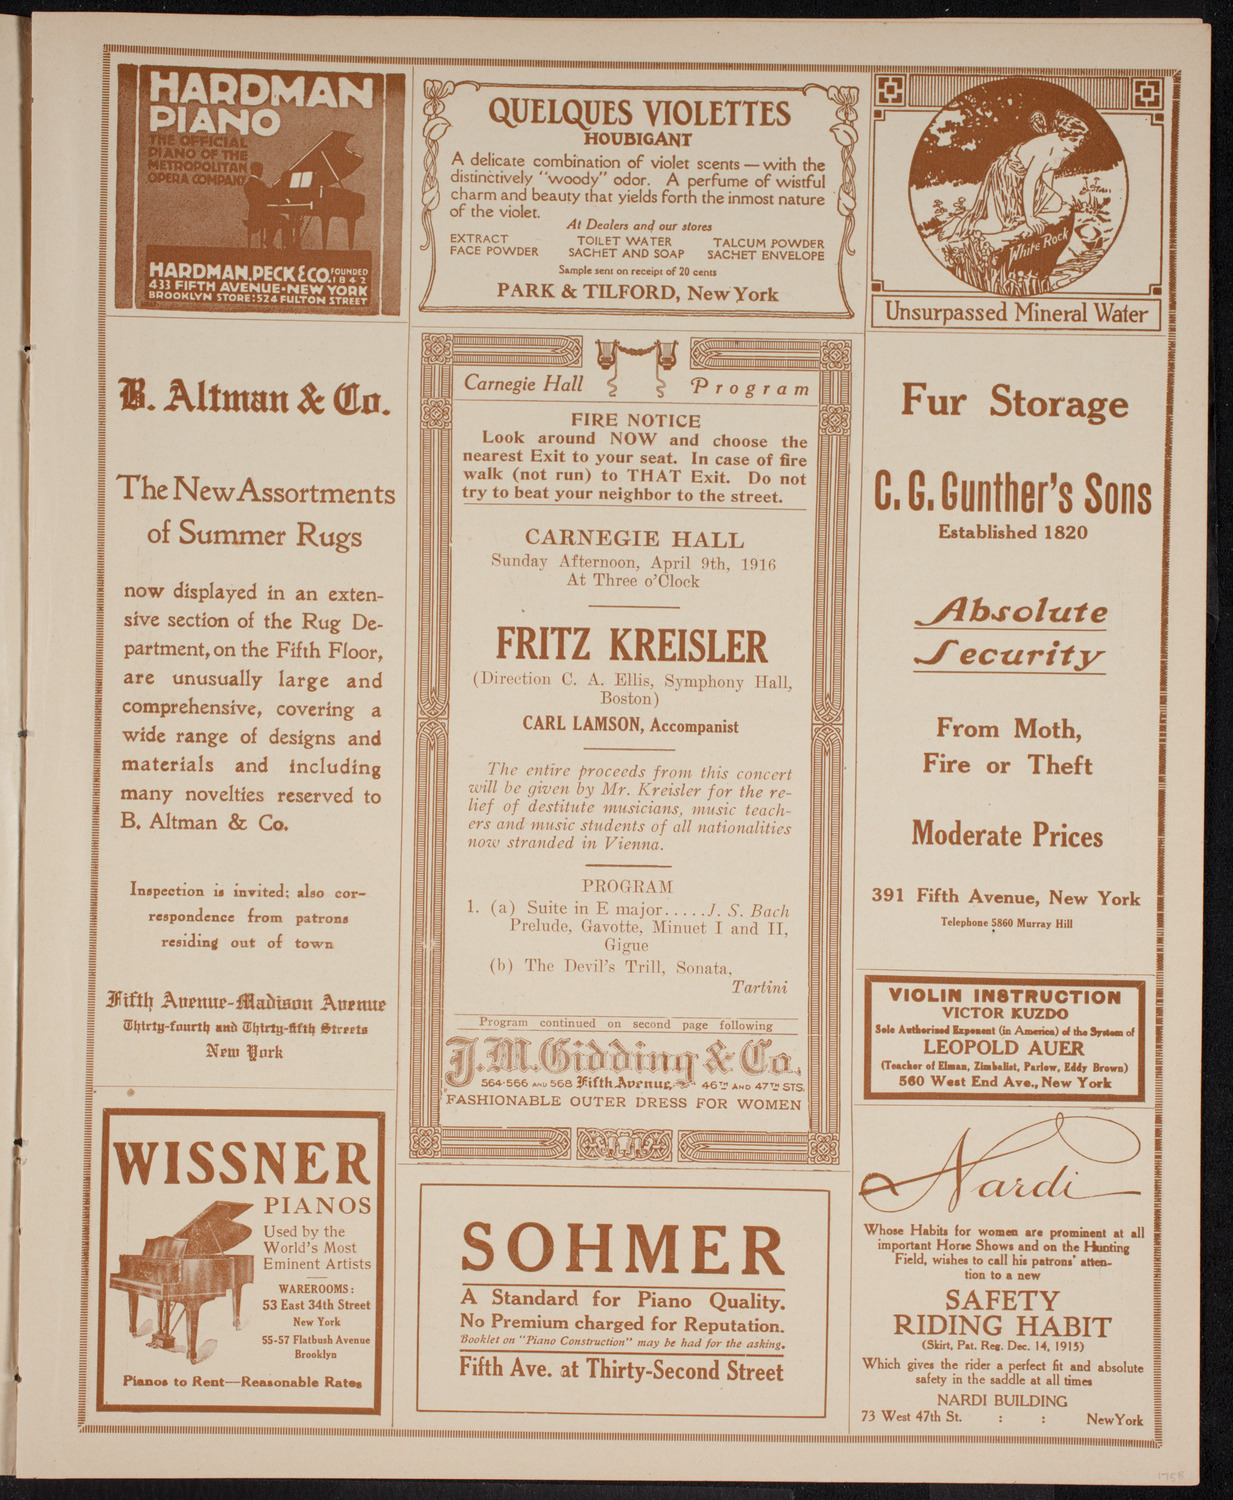 HARDMAN
PIANO
THE OFFICIAL
PIANO OF THE
METROPOLITAN
OPERA COMPANY
HARDMAN, PECK & CO. FOUNDED 1842
433 FIFTH AVENUE · NEW YORK
BROOKLYN STORE: 524 FULTON STREET
QUELQUES VIOLETTES
HOUBIGANT
A delicate combination of violet scents — with the
distinctively "woody" odor. A perfume of wistful
charm and beauty that yields forth the inmost nature
of the violet.
At Dealers and our stores
EXTRACT TOILET WATER TALCUM POWDER
FACE POWDER SACHET AND SOAP SACHET ENVELOPE
Sample sent on receipt of 20 cents
PARK & TILFORD, New York
White Rock
Unsurpassed Mineral Water
B. Altman & Co.
The New Assortments
of Summer Rugs
now displayed in an exten-
sive section of the Rug De-
partment, on the Fifth Floor,
are unusually large and
comprehensive, covering a
wide range of designs and
materials and including
many novelties reserved to
B. Altman & Co.
Inspection is invited; also cor-
respondence from patrons
residing out of town
Fifth Avenue-Madison Avenue
Thirty-fourth and Thirty-fifth Streets
New York
Carnegie Hall Program
FIRE NOTICE
Look around NOW and choose the
nearest Exit to your seat. In case of fire
walk (not run) to THAT Exit. Do not
try to beat your neighbor to the street.
CARNEGIE HALL
Sunday Afternoon, April 9th, 1916
At Three o'Clock
FRITZ KREISLER
(Direction C. A. Ellis, Symphony Hall,
Boston)
CARL LAMSON, Accompanist
The entire proceeds from this concert
will be given by Mr. Kreisler for the re-
lief of destitute musicians, music teach-
ers and music students of all nationalities
now stranded in Vienna.
PROGRAM
1. (a) Suite in E major.....J. S. Bach
Prelude, Gavotte, Minuet I and II,
Gigue
(b) The Devil's Trill, Sonata,
Tartini
Program continued on second page following
J. M. Gidding & Co.
564-566 AND 568 Fifth Avenue 46TH AND 47TH STS.
FASHIONABLE OUTER DRESS FOR WOMEN
Fur Storage
C. G. Gunther's Sons
Established 1820
Absolute
Security
From Moth,
Fire or Theft
Moderate Prices
391 Fifth Avenue, New York
Telephone 5860 Murray Hill
VIOLIN INSTRUCTION
VICTOR KUZDO
Sole Authorized Exponent (in America) of the System of
LEOPOLD AUER
(Teacher of Elman, Zimbalist, Parlow, Eddy Brown)
560 West End Ave., New York
WISSNER
PIANOS
Used by the
World's Most
Eminent Artists
WAREROOMS:
53 East 34th Street
New York
55-57 Flatbush Avenue
Brooklyn
Pianos to Rent—Reasonable Rates
SOHMER
A Standard for Piano Quality.
No Premium charged for Reputation.
Booklet on "Piano Construction" may be had for the asking.
Fifth Ave. at Thirty-Second Street
Nardi
Whose Habits for women are prominent at all
important Horse Shows and on the Hunting
Field, wishes to call his patrons' atten-
tion to a new
SAFETY
RIDING HABIT
(Skirt, Pat. Reg. Dec. 14, 1915)
Which gives the rider a perfect fit and absolute
safety in the saddle at all times
NARDI BUILDING
73 West 47th St. : : New York
1758